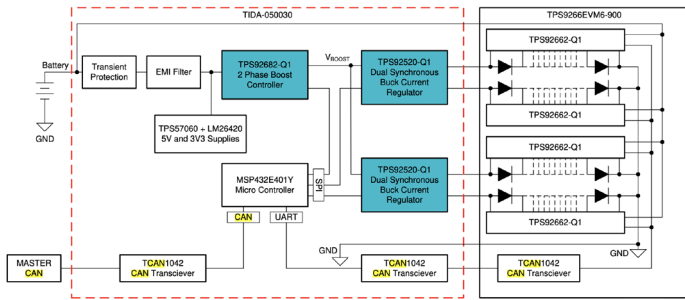 TIDA-050030
TPS9266EVM6-900
Battery
GND
Transient
Protection
EMI Filter
TPS92682-Q1
2 Phase Boost
Controller
VBOOST
TPS92520-Q1
Dual Synchronous
Buck Current
Regulator
TPS92662-Q1
TPS92662-Q1
TPS57060 + LM26420
5V and 3V3 Supplies
MSP432E401Y
Micro Controller
SPI
CAN
UART
TPS92520-Q1
Dual Synchronous
Buck Current
Regulator
TPS92662-Q1
TPS92662-Q1
GND
GND
MASTER
CAN
TCAN1042
CAN Transciever
TCAN1042
CAN Transciever
TCAN1042
CAN Transciever